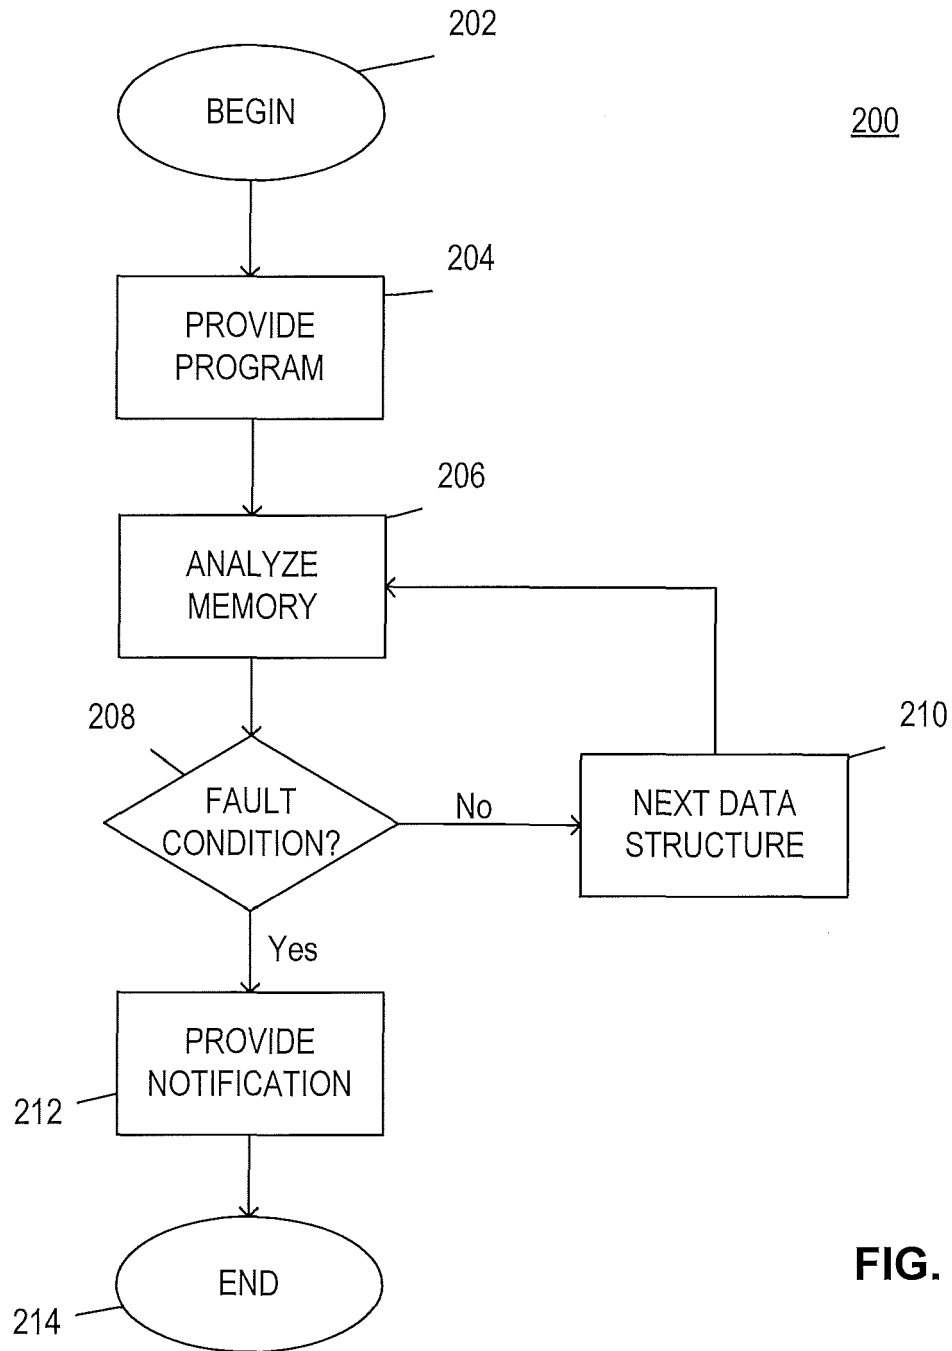 202
BEGIN
200
204
PROVIDE
PROGRAM
206
ANALYZE
MEMORY
208
FAULT
CONDITION?
No
210
NEXT DATA
STRUCTURE
Yes
PROVIDE
NOTIFICATION
212
END
214
FIG.